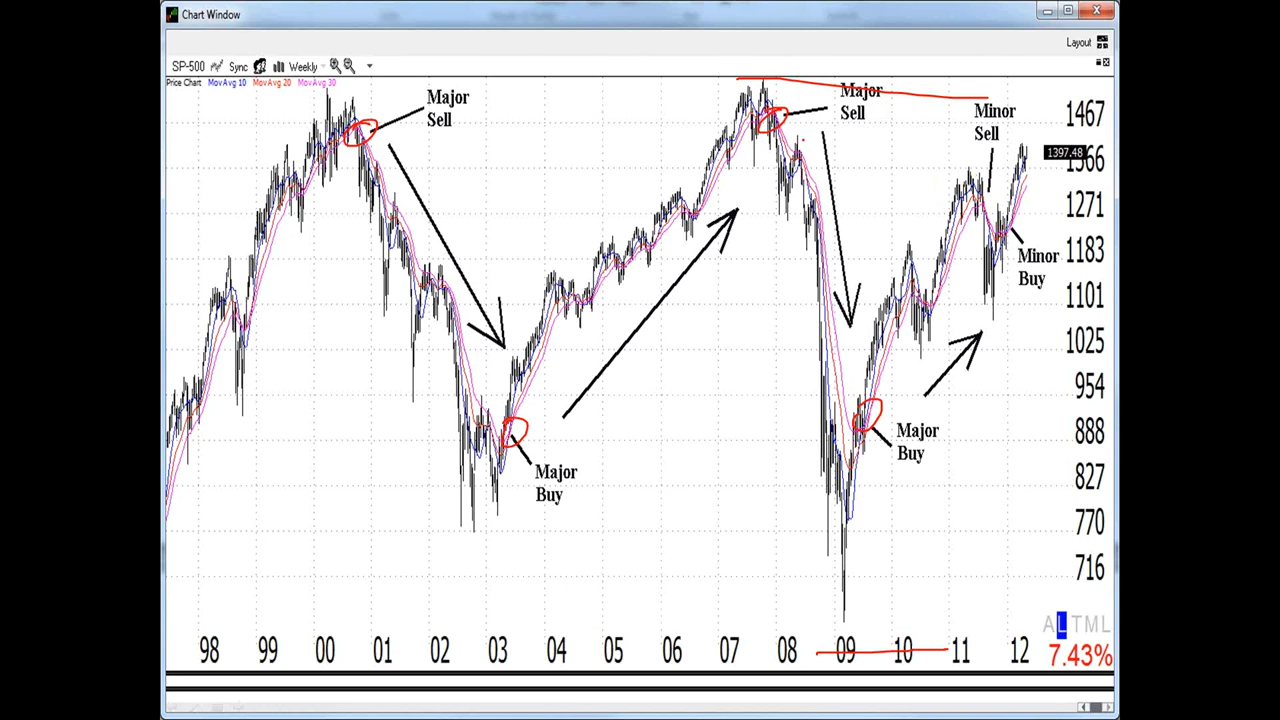 Chart Window
Layout
SP-500 Sync Weekly
Price Chart MovAvg 10 MovAvg 20 MovAvg 30
Major
Sell
Major
Sell
Minor
Sell
Minor
Buy
Major
Buy
Major
Buy
1467
1397.48
1366
1271
1183
1101
1025
954
888
827
770
716
A L T M L
7.43%
98 99 00 01 02 03 04 05 06 07 08 09 10 11 12